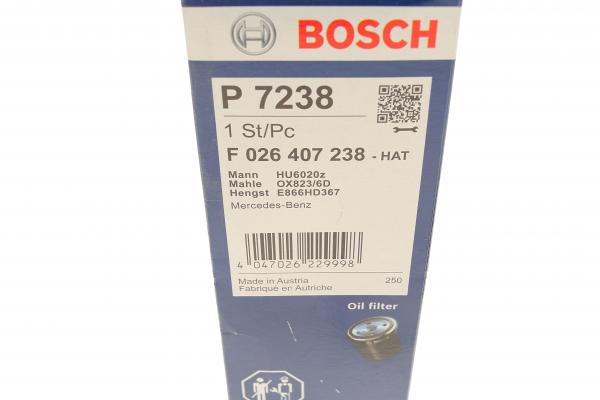 BOSCH
P 7238
1 St/Pc
F 026 407 238 - HAT
Mann HU6020z
Mahle OX823/6D
Hengst E866HD367
Mercedes-Benz
4 047026 229998
Made in Austria 250
Fabriqué en Autriche
Oil filter